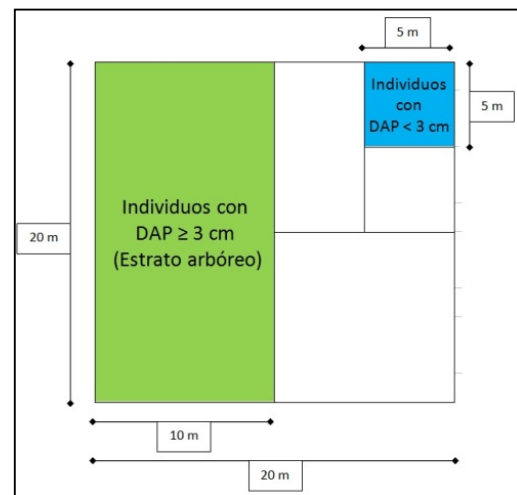 5 m
Individuos
con
DAP < 3 cm
5 m
Individuos con
DAP ≥ 3 cm
(Estrato arbóreo)
20 m
10 m
20 m